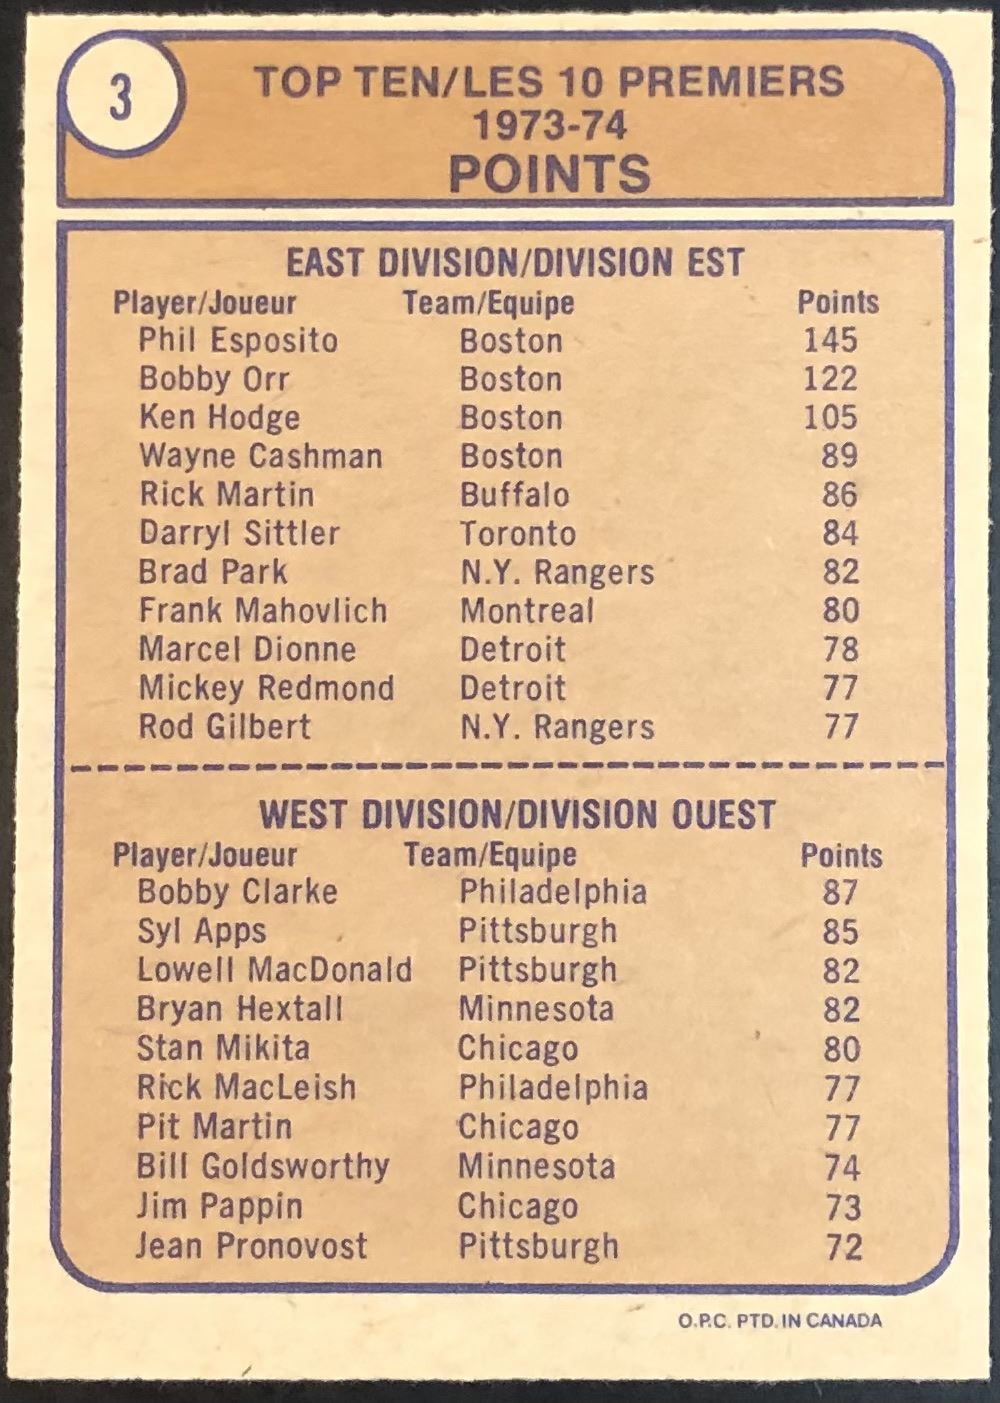 3
TOP TEN/LES 10 PREMIERS
1973-74
POINTS
EAST DIVISION/DIVISION EST
Player/Joueur Team/Equipe Points
Phil Esposito Boston 145
Bobby Orr Boston 122
Ken Hodge Boston 105
Wayne Cashman Boston 89
Rick Martin Buffalo 86
Darryl Sittler Toronto 84
Brad Park N.Y. Rangers 82
Frank Mahovlich Montreal 80
Marcel Dionne Detroit 78
Mickey Redmond Detroit 77
Rod Gilbert N.Y. Rangers 77
WEST DIVISION/DIVISION OUEST
Player/Joueur Team/Equipe Points
Bobby Clarke Philadelphia 87
Syl Apps Pittsburgh 85
Lowell MacDonald Pittsburgh 82
Bryan Hextall Minnesota 82
Stan Mikita Chicago 80
Rick MacLeish Philadelphia 77
Pit Martin Chicago 77
Bill Goldsworthy Minnesota 74
Jim Pappin Chicago 73
Jean Pronovost Pittsburgh 72
O.P.C. PTD. IN CANADA